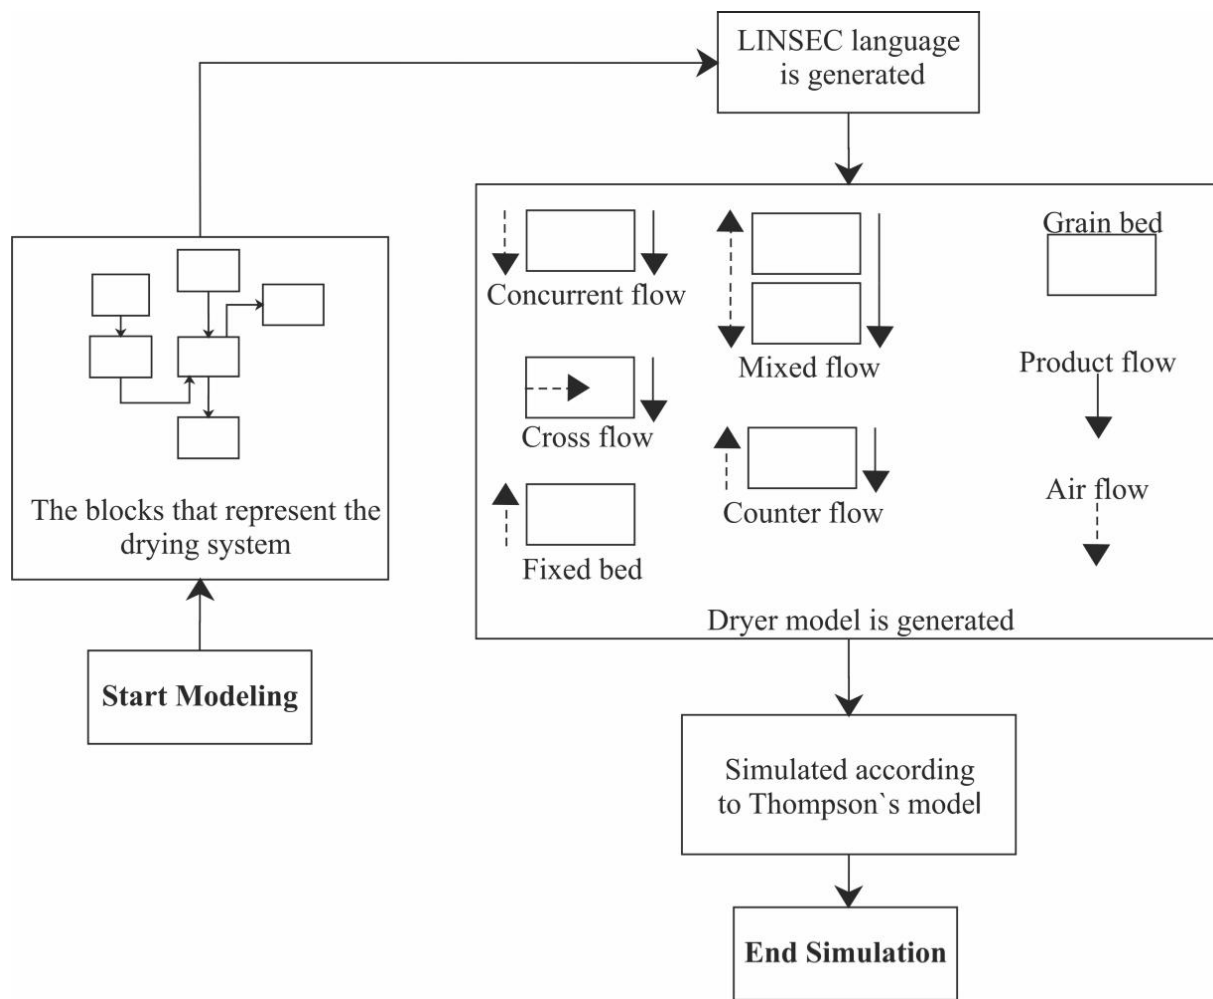 LINSEC language
is generated
The blocks that represent the
drying system
Start Modeling
Concurrent flow
Cross flow
Fixed bed
Mixed flow
Counter flow
Grain bed
Product flow
Air flow
Dryer model is generated
Simulated according
to Thompson`s model
End Simulation